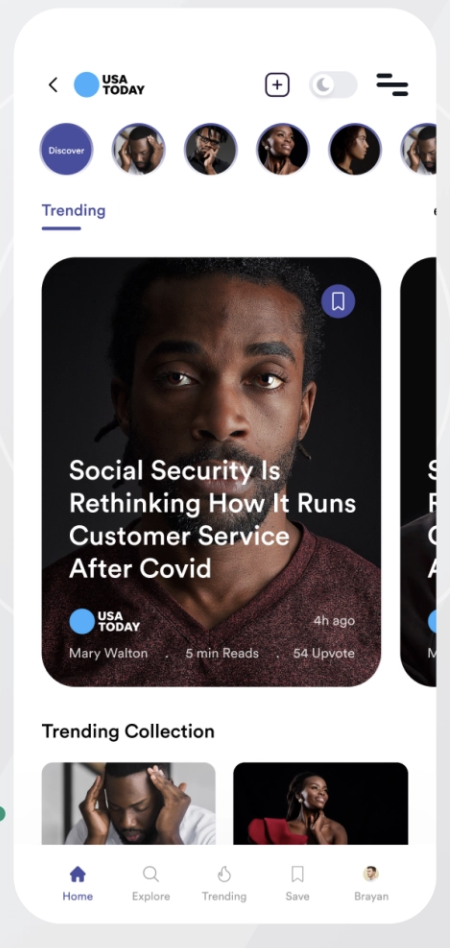 USA
TODAY
Discover
Trending
Social Security Is
Rethinking How It Runs
Customer Service
After Covid
USA
TODAY
4h ago
Mary Walton . 5 min Reads . 54 Upvote
Trending Collection
Home Explore Trending Save Brayan